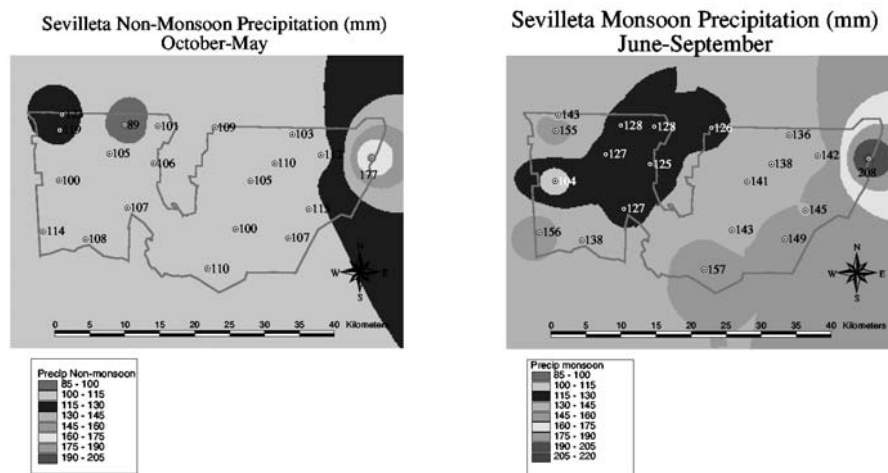 Sevilleta Non-Monsoon Precipitation (mm)
October-May
119
89
101
109
103
105
106
110
112
177
100
105
107
113
114
108
100
107
110
N
W E
S
0 5 10 15 20 25 30 35 40 Kilometers
Precip Non-monsoon
85 - 100
100 - 115
115 - 130
130 - 145
145 - 160
160 - 175
175 - 190
190 - 205
Sevilleta Monsoon Precipitation (mm)
June-September
143
155
128
128
126
136
127
125
138
142
208
104
141
127
145
156
138
143
149
157
N
W E
S
0 5 10 15 20 25 30 35 40 Kilometers
Precip monsoon
85 - 100
100 - 115
115 - 130
130 - 145
145 - 160
160 - 175
175 - 190
190 - 205
205 - 220